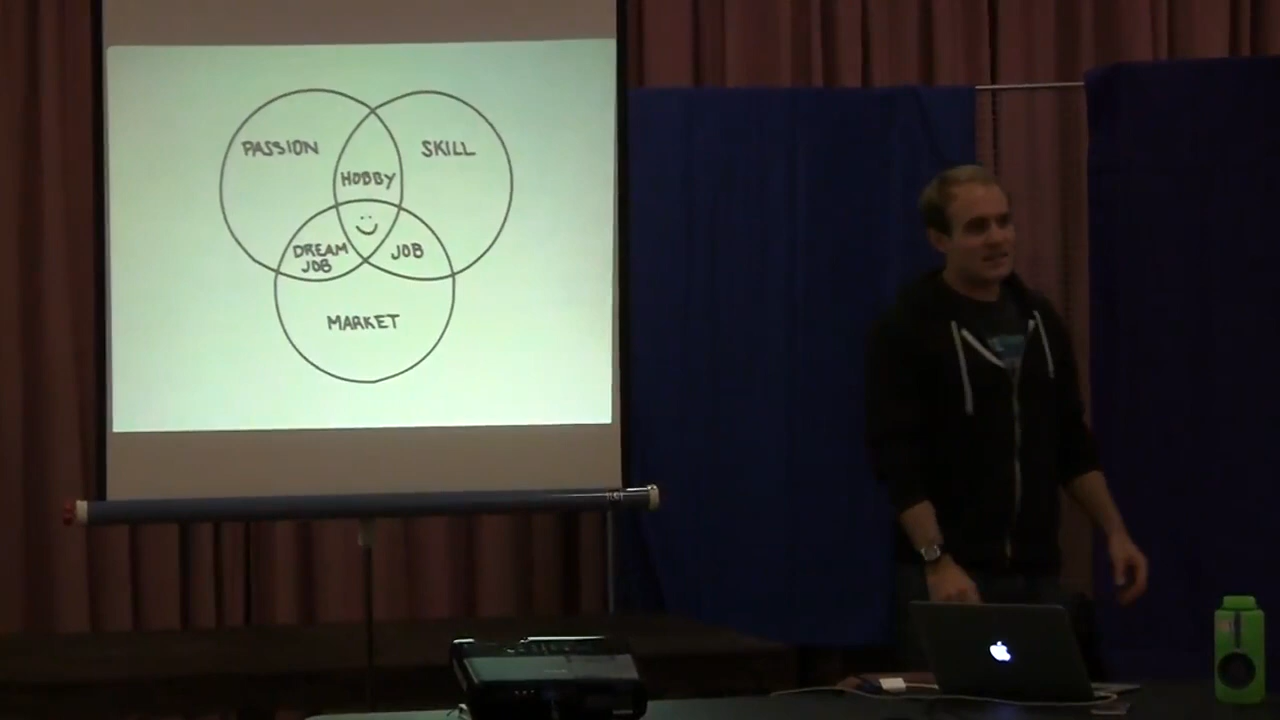 PASSION
SKILL
HOBBY
DREAM
JOB
JOB
MARKET